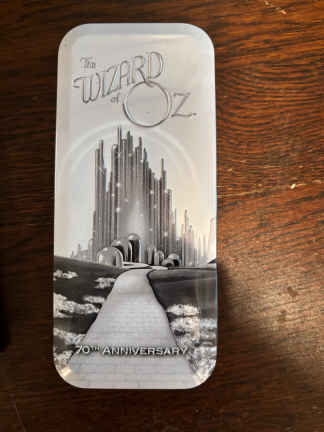 The
WIZARD
of OZ
70TH ANNIVERSARY